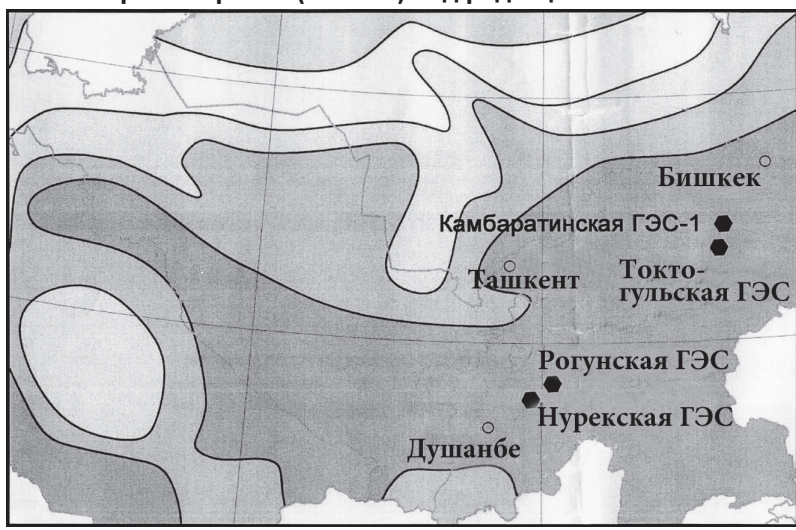 Бишкек
Камбаратинская ГЭС-1
Ташкент
Токто-
гульская ГЭС
Рогунская ГЭС
Нурекская ГЭС
Душанбе